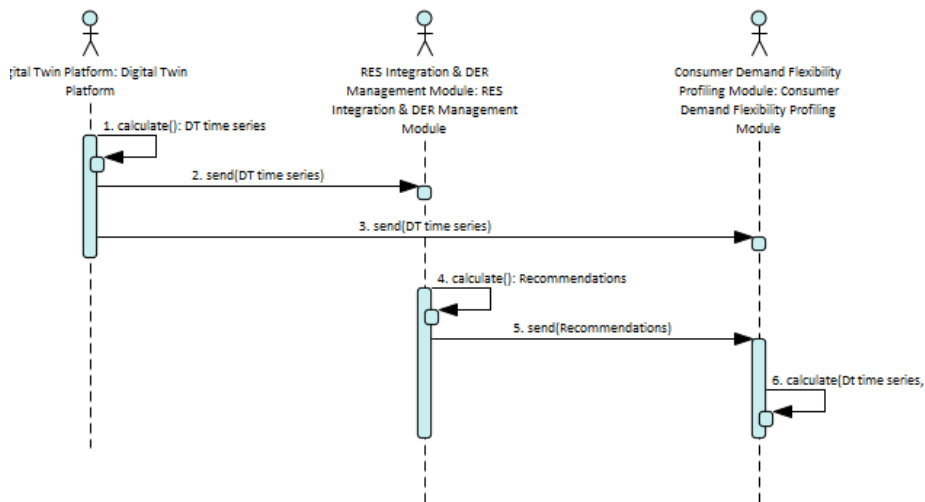 gital Twin Platform: Digital Twin
Platform
RES Integration & DER
Management Module: RES
Integration & DER Management
Module
Consumer Demand Flexibility
Profiling Module: Consumer
Demand Flexibility Profiling
Module
1. calculate(): DT time series
2. send(DT time series)
3. send(DT time series)
4. calculate(): Recommendations
5. send(Recommendations)
6. calculate(Dt time series,